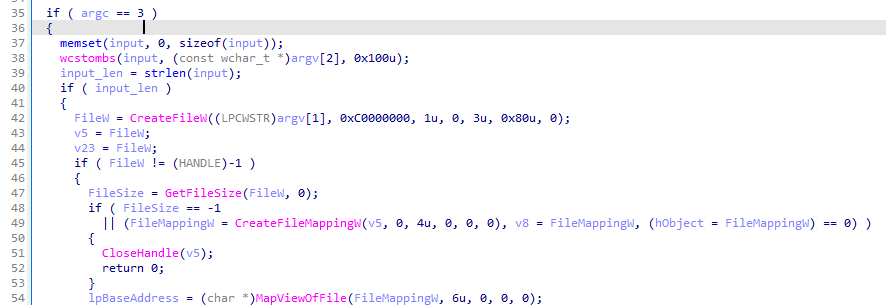 35 if ( argc == 3 )
36 {
37 memset(input, 0, sizeof(input));
38 wcstombs(input, (const wchar_t *)argv[2], 0x100u);
39 input_len = strlen(input);
40 if ( input_len )
41 {
42 FileW = CreateFileW((LPCWSTR)argv[1], 0xC0000000, 1u, 0, 3u, 0x80u, 0);
43 v5 = FileW;
44 v23 = FileW;
45 if ( FileW != (HANDLE)-1 )
46 {
47 FileSize = GetFileSize(FileW, 0);
48 if ( FileSize == -1
49 || (FileMappingW = CreateFileMappingW(v5, 0, 4u, 0, 0, 0), v8 = FileMappingW, (hObject = FileMappingW) == 0) )
50 {
51 CloseHandle(v5);
52 return 0;
53 }
54 lpBaseAddress = (char *)MapViewOfFile(FileMappingW, 6u, 0, 0, 0);